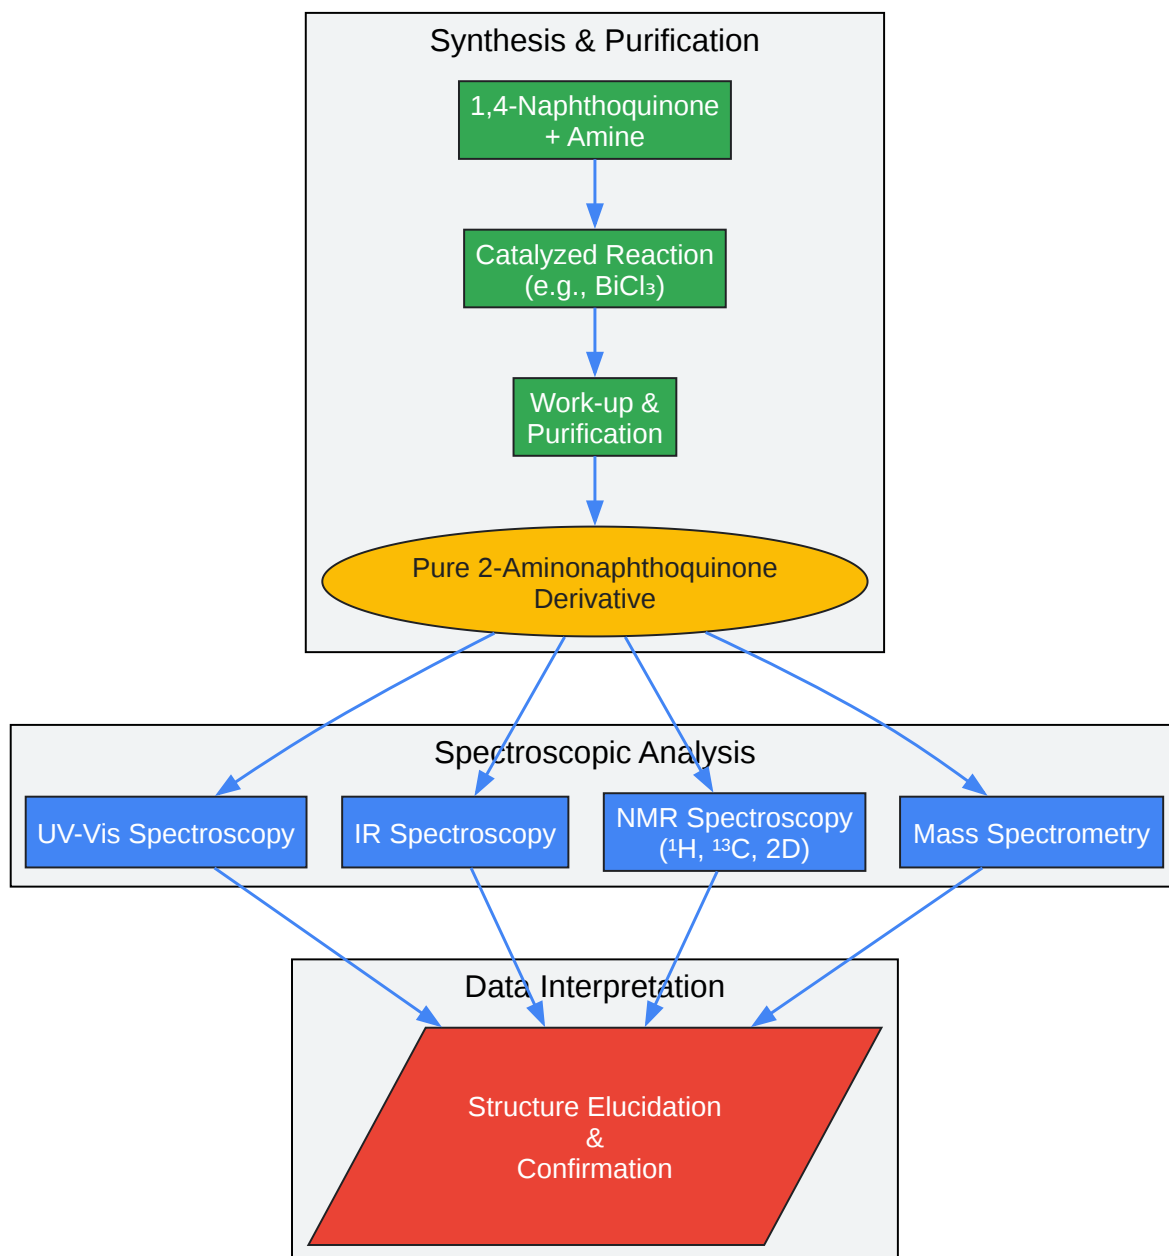 Synthesis & Purification
1,4-Naphthoquinone
+ Amine
Catalyzed Reaction
(e.g., BiCl₃)
Work-up &
Purification
Pure 2-Aminonaphthoquinone
Derivative
Spectroscopic Analysis
UV-Vis Spectroscopy
IR Spectroscopy
NMR Spectroscopy
(¹H, ¹³C, 2D)
Mass Spectrometry
Data Interpretation
Structure Elucidation
&
Confirmation